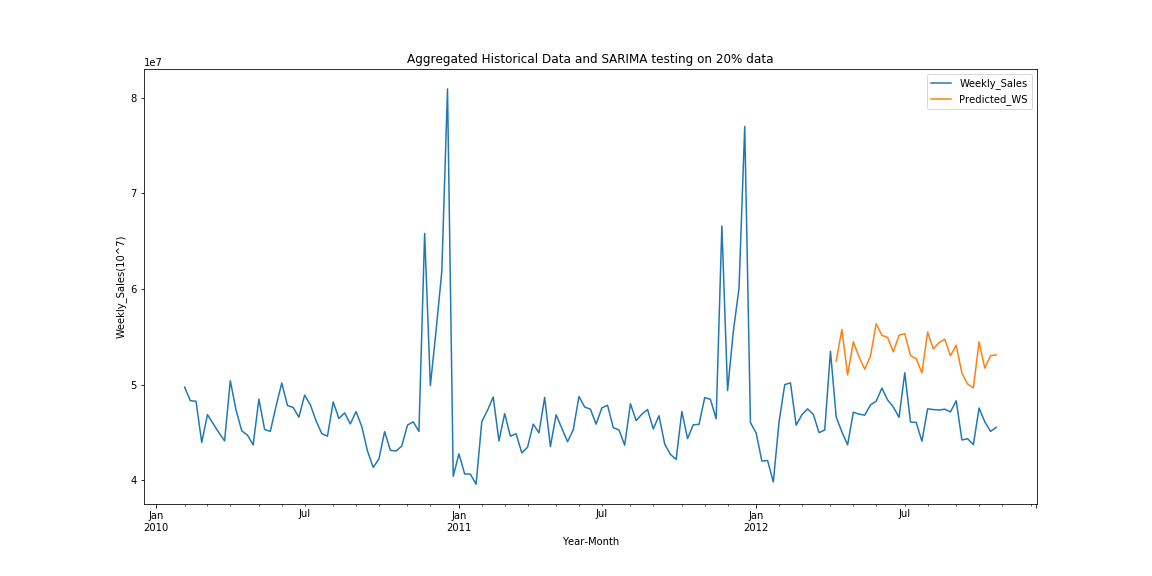 Aggregated Historical Data and SARIMA testing on 20% data
1e7
Weekly_Sales
Predicted_WS
8
7
6
5
4
Weekly_Sales(10^7)
Jan
2010
Jul
Jan
2011
Jul
Jan
2012
Jul
Year-Month